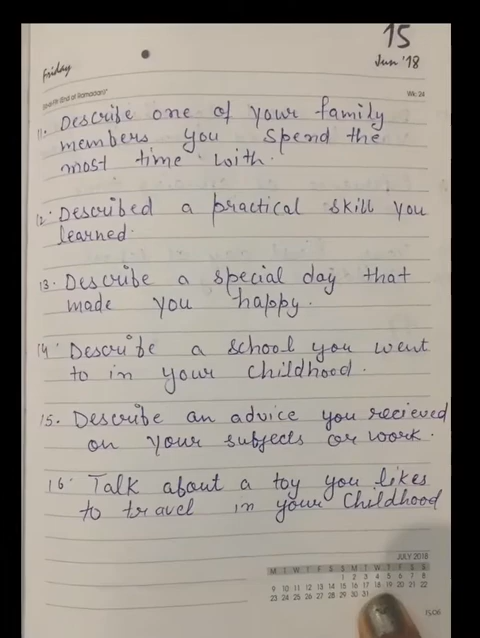 15
Jun '18
Friday
Wk: 24
11. Describe one of your family
members you spend the
most time with.
12. Described a practical skill you
learned.
13. Describe a special day that
made you happy.
14. Describe a school you went
to in your childhood.
15. Describe an advice you recieved
on your subjects or work.
16. Talk about a toy you likes
to travel in your Childhood
JULY 2018
M T W T F S S M T W T F S S
1 2 3 4 5 6 7 8
9 10 11 12 13 14 15 16 17 18 19 20 21 22
23 24 25 26 27 28 29 30 31